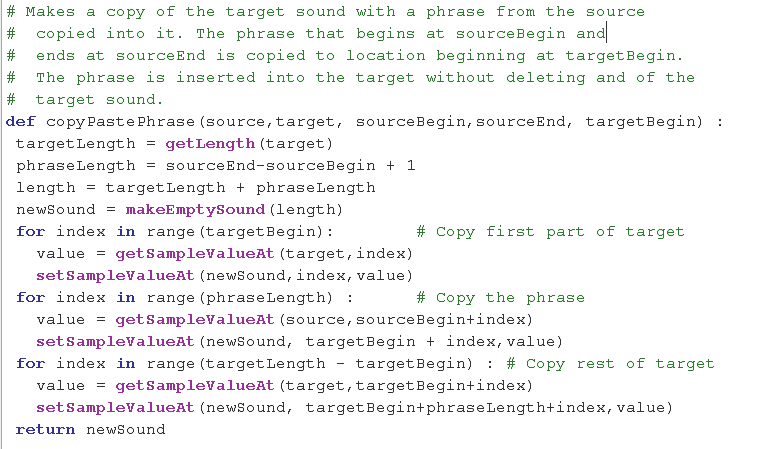 # Makes a copy of the target sound with a phrase from the source
#  copied into it. The phrase that begins at sourceBegin and
#  ends at sourceEnd is copied to location beginning at targetBegin.
#  The phrase is inserted into the target without deleting and of the
#  target sound.
def copyPastePhrase(source,target, sourceBegin,sourceEnd, targetBegin) :
 targetLength = getLength(target)
 phraseLength = sourceEnd-sourceBegin + 1
 length = targetLength + phraseLength
 newSound = makeEmptySound(length)
 for index in range(targetBegin):        # Copy first part of target
   value = getSampleValueAt(target,index)
   setSampleValueAt(newSound,index,value)
 for index in range(phraseLength) :      # Copy the phrase
   value = getSampleValueAt(source,sourceBegin+index)
   setSampleValueAt(newSound, targetBegin + index,value)
 for index in range(targetLength - targetBegin) : # Copy rest of target
   value = getSampleValueAt(target,targetBegin+index)
   setSampleValueAt(newSound, targetBegin+phraseLength+index,value)
 return newSound